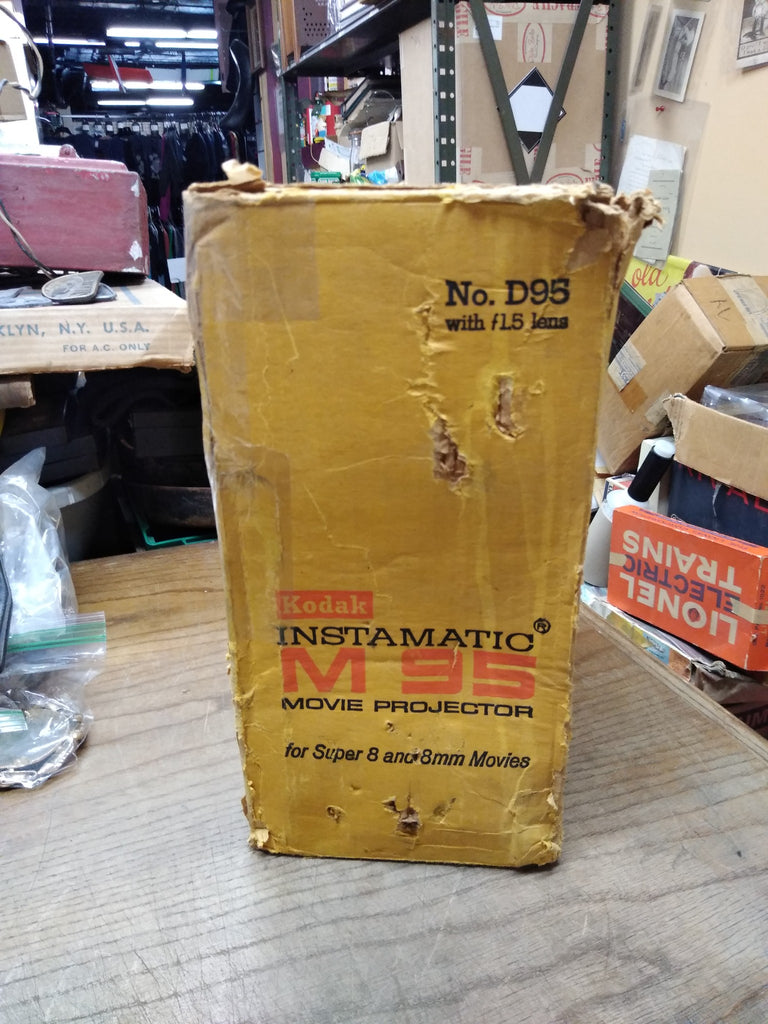 No. D95
with f1.5 lens
Kodak
INSTAMATIC®
M 95
MOVIE PROJECTOR
for Super 8 and 8mm Movies
KLYN, N.Y. U.S.A.
FOR A.C. ONLY
old
LIONEL
ELECTRIC
TRAINS